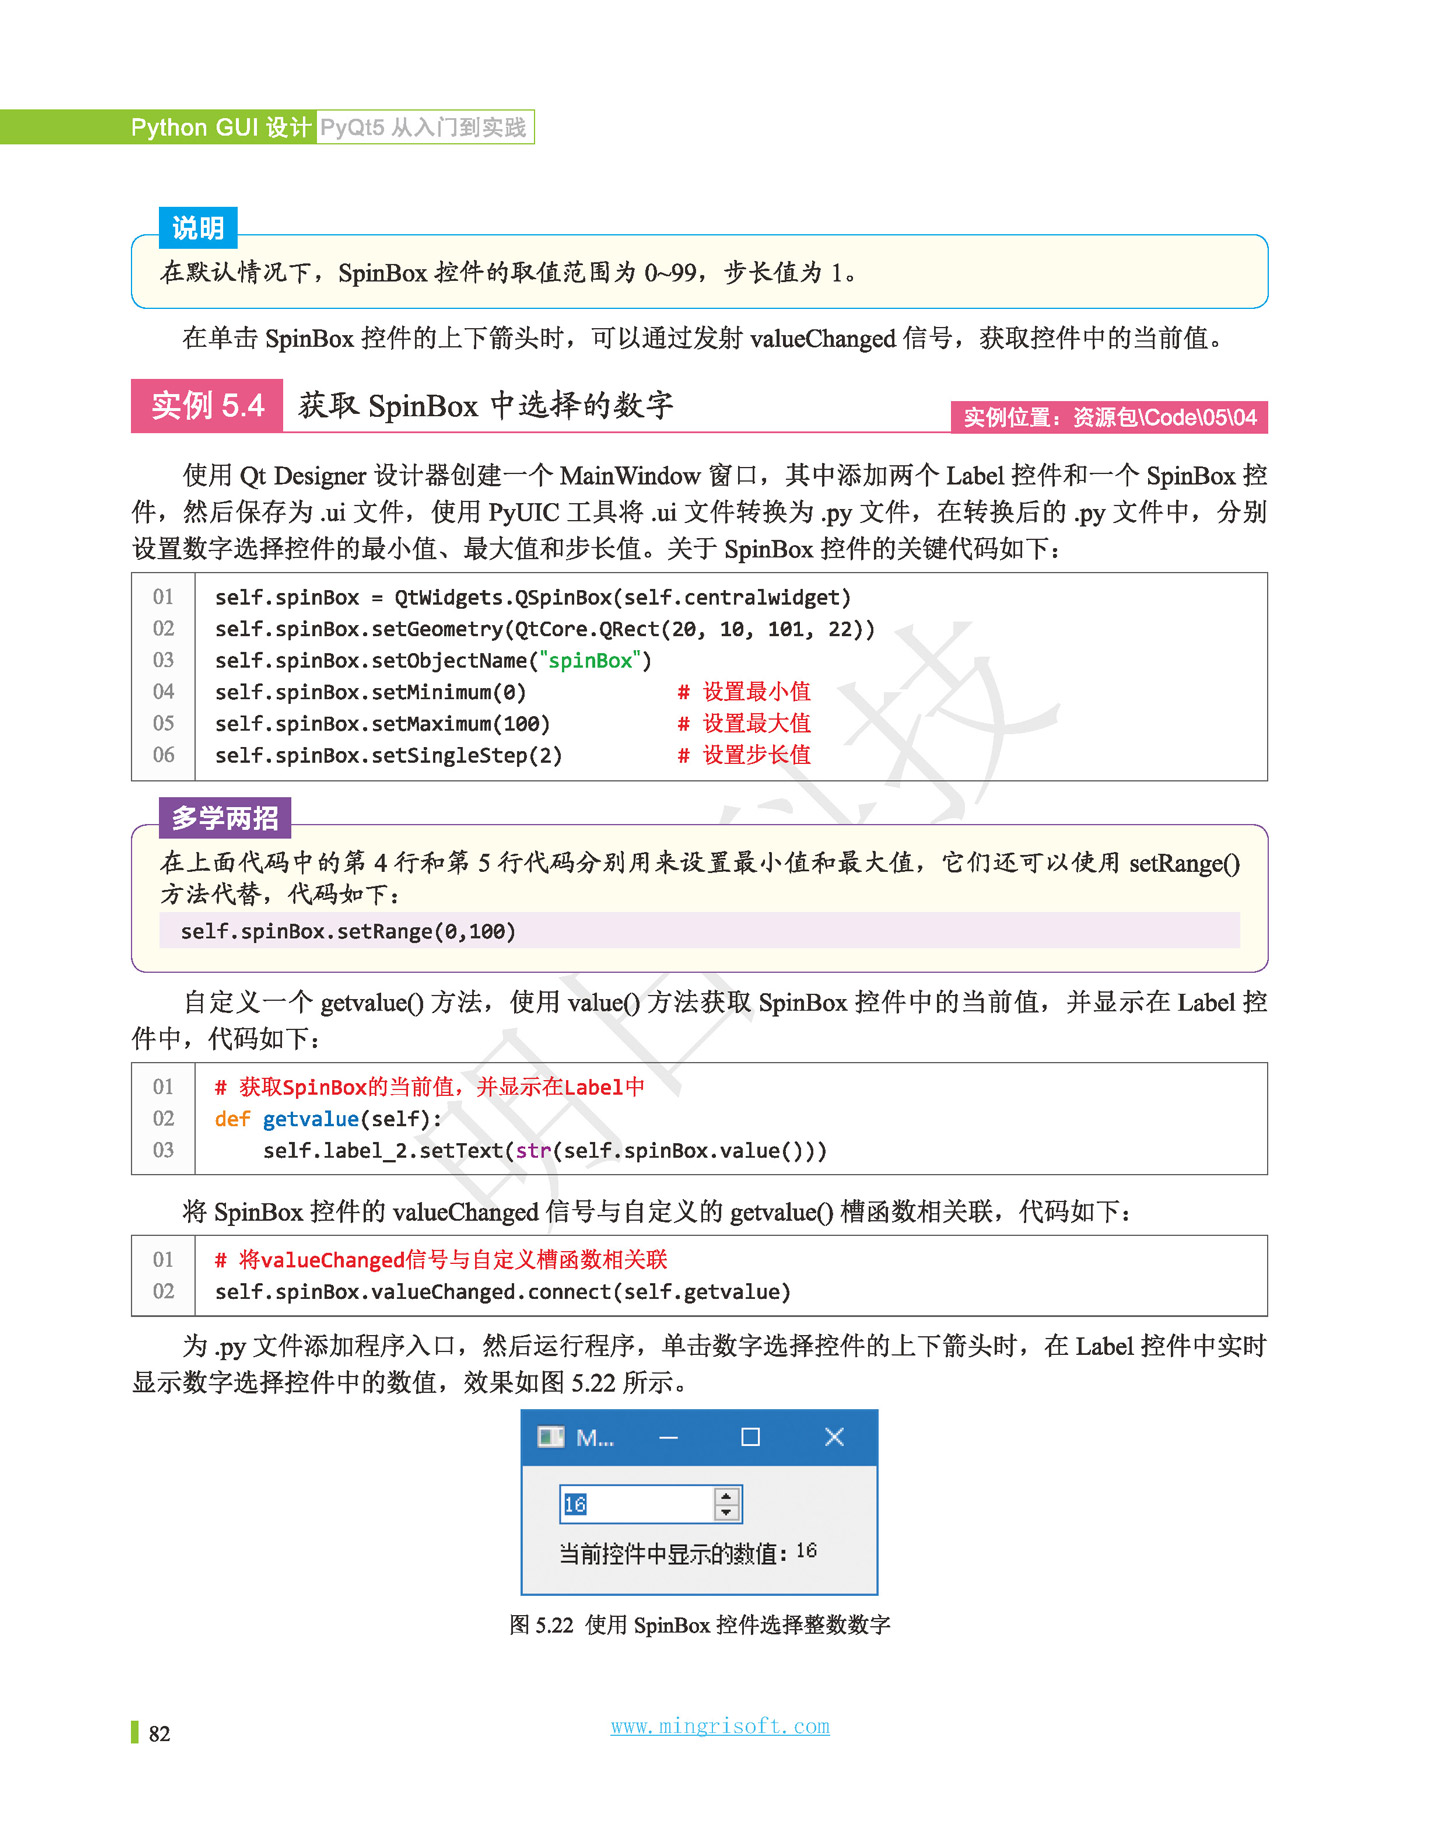 Python GUI 设计 PyQt5 从入门到实践
说明
在默认情况下，SpinBox 控件的取值范围为 0~99，步长值为 1。
在单击 SpinBox 控件的上下箭头时，可以通过发射 valueChanged 信号，获取控件中的当前值。
实例 5.4 获取 SpinBox 中选择的数字
实例位置：资源包\Code\05\04
使用 Qt Designer 设计器创建一个 MainWindow 窗口，其中添加两个 Label 控件和一个 SpinBox 控
件，然后保存为 .ui 文件，使用 PyUIC 工具将 .ui 文件转换为 .py 文件，在转换后的 .py 文件中，分别
设置数字选择控件的最小值、最大值和步长值。关于 SpinBox 控件的关键代码如下：
01 self.spinBox = QtWidgets.QSpinBox(self.centralwidget)
02 self.spinBox.setGeometry(QtCore.QRect(20, 10, 101, 22))
03 self.spinBox.setObjectName("spinBox")
04 self.spinBox.setMinimum(0) # 设置最小值
05 self.spinBox.setMaximum(100) # 设置最大值
06 self.spinBox.setSingleStep(2) # 设置步长值
多学两招
在上面代码中的第 4 行和第 5 行代码分别用来设置最小值和最大值，它们还可以使用 setRange()
方法代替，代码如下：
self.spinBox.setRange(0,100)
自定义一个 getvalue() 方法，使用 value() 方法获取 SpinBox 控件中的当前值，并显示在 Label 控
件中，代码如下：
01 # 获取SpinBox的当前值，并显示在Label中
02 def getvalue(self):
03 self.label_2.setText(str(self.spinBox.value()))
将 SpinBox 控件的 valueChanged 信号与自定义的 getvalue() 槽函数相关联，代码如下：
01 # 将valueChanged信号与自定义槽函数相关联
02 self.spinBox.valueChanged.connect(self.getvalue)
为 .py 文件添加程序入口，然后运行程序，单击数字选择控件的上下箭头时，在 Label 控件中实时
显示数字选择控件中的数值，效果如图 5.22 所示。
M...
16
当前控件中显示的数值：16
图 5.22 使用 SpinBox 控件选择整数数字
82
www.mingrisoft.com
明日科技